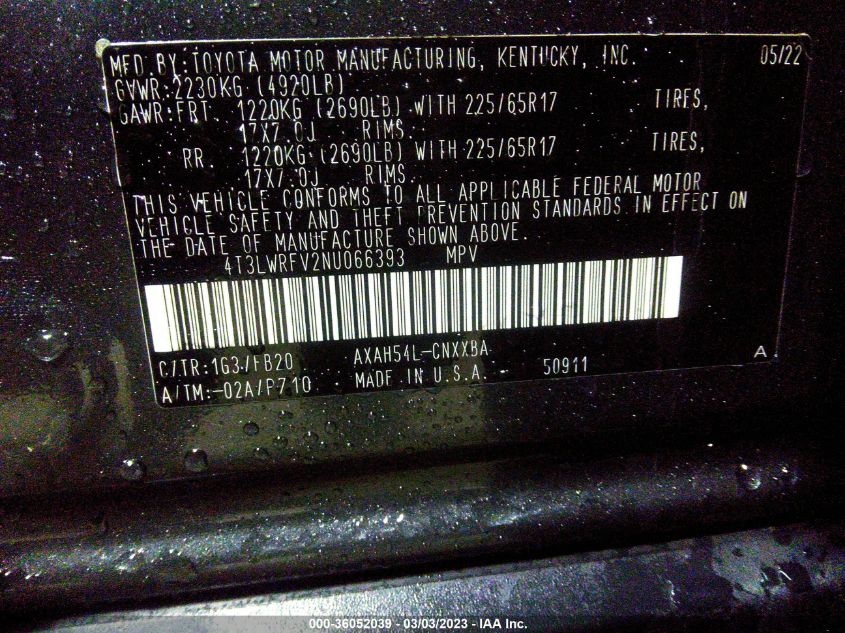 MFD.BY:TOYOTA MOTOR MANUFACTURING, KENTUCKY, INC. 05/22
GVWR:2230KG (4920LB)
GAWR:FRT. 1220KG (2690LB) WITH 225/65R17 TIRES,
17X7.0J RIMS.
RR. 1220KG (2690LB) WITH 225/65R17 TIRES,
17X7.0J RIMS.
THIS VEHICLE CONFORMS TO ALL APPLICABLE FEDERAL MOTOR
VEHICLE SAFETY AND THEFT PREVENTION STANDARDS IN EFFECT ON
THE DATE OF MANUFACTURE SHOWN ABOVE.
4T3LWRFV2NU066393 MPV
C/TR:1G3/FB20 AXAH54L-CNXXBA A
A/TM:-02A/P710 MADE IN U.S.A. 50911
000-36052039 - 03/03/2023 - IAA Inc.